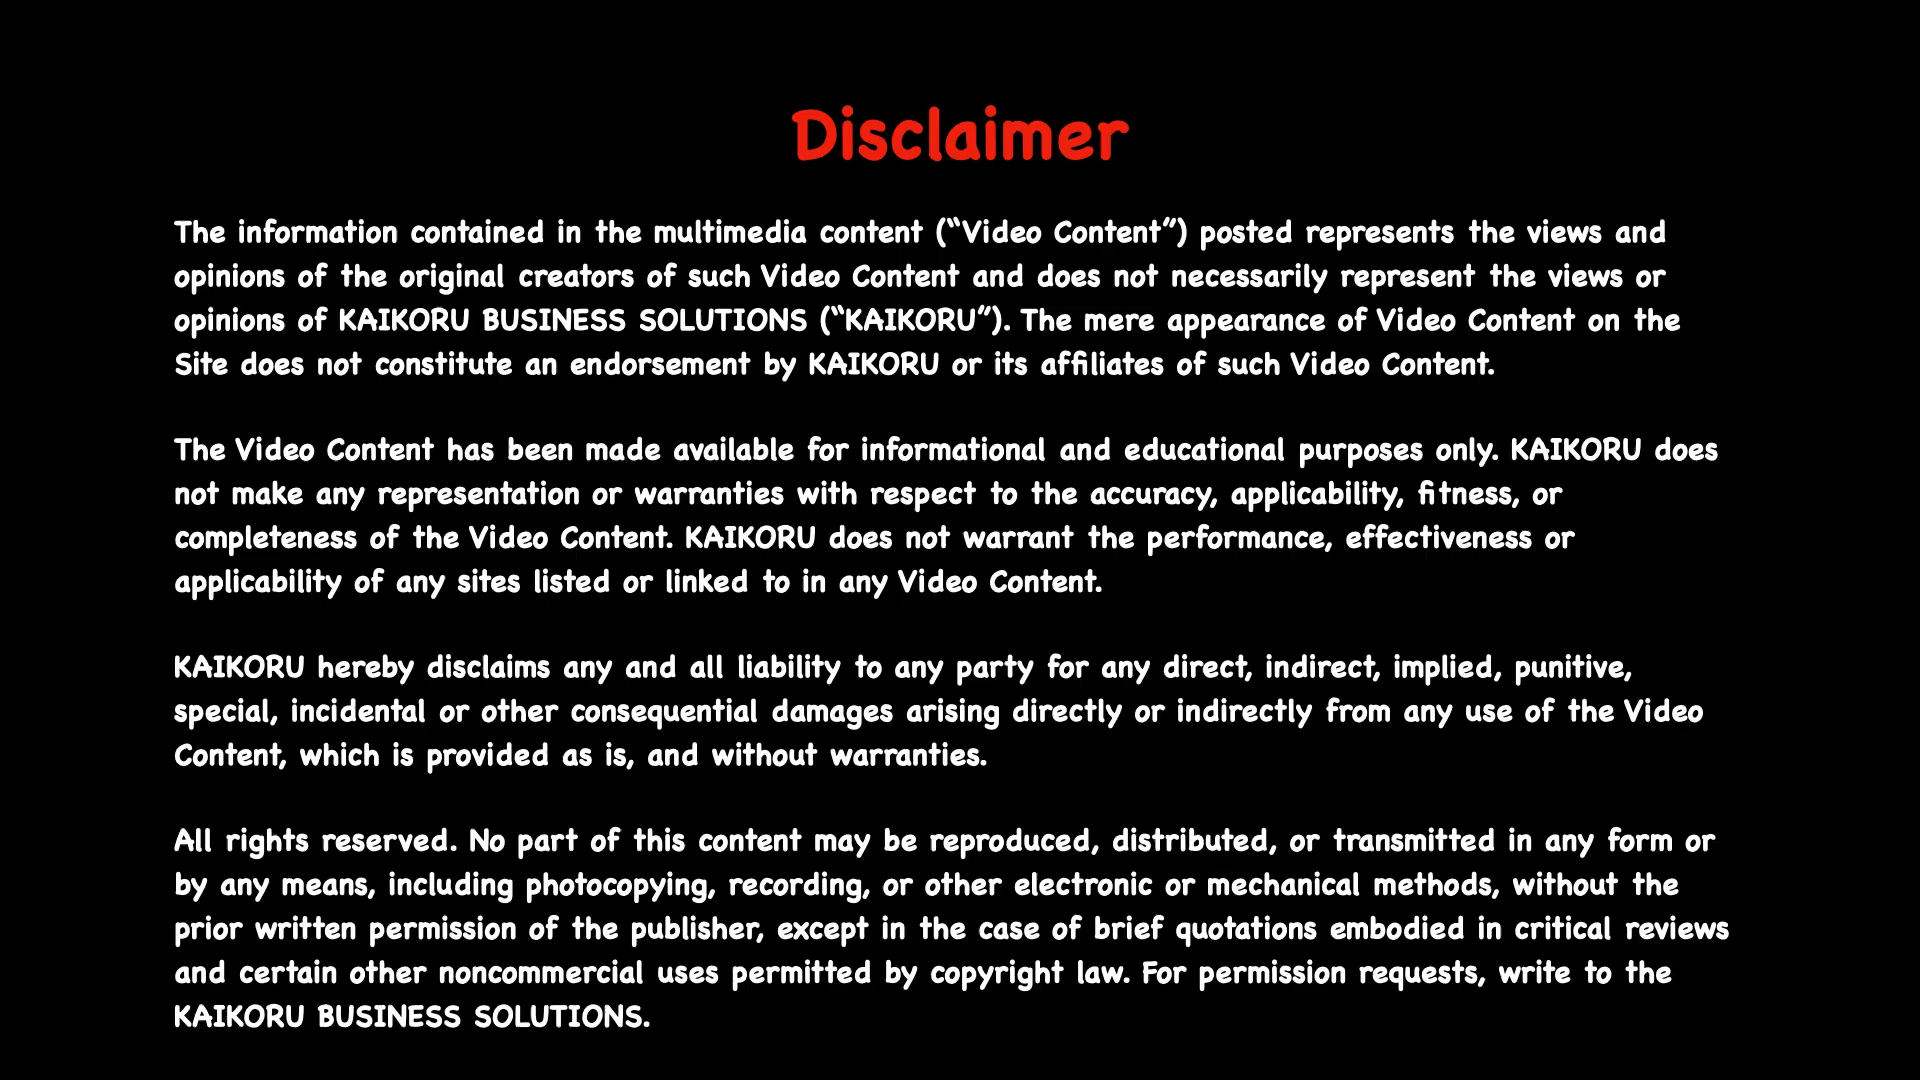 Disclaimer
The information contained in the multimedia content (“Video Content”) posted represents the views and
opinions of the original creators of such Video Content and does not necessarily represent the views or
opinions of KAIKORU BUSINESS SOLUTIONS (“KAIKORU”). The mere appearance of Video Content on the
Site does not constitute an endorsement by KAIKORU or its affiliates of such Video Content.
The Video Content has been made available for informational and educational purposes only. KAIKORU does
not make any representation or warranties with respect to the accuracy, applicability, fitness, or
completeness of the Video Content. KAIKORU does not warrant the performance, effectiveness or
applicability of any sites listed or linked to in any Video Content.
KAIKORU hereby disclaims any and all liability to any party for any direct, indirect, implied, punitive,
special, incidental or other consequential damages arising directly or indirectly from any use of the Video
Content, which is provided as is, and without warranties.
All rights reserved. No part of this content may be reproduced, distributed, or transmitted in any form or
by any means, including photocopying, recording, or other electronic or mechanical methods, without the
prior written permission of the publisher, except in the case of brief quotations embodied in critical reviews
and certain other noncommercial uses permitted by copyright law. For permission requests, write to the
KAIKORU BUSINESS SOLUTIONS.